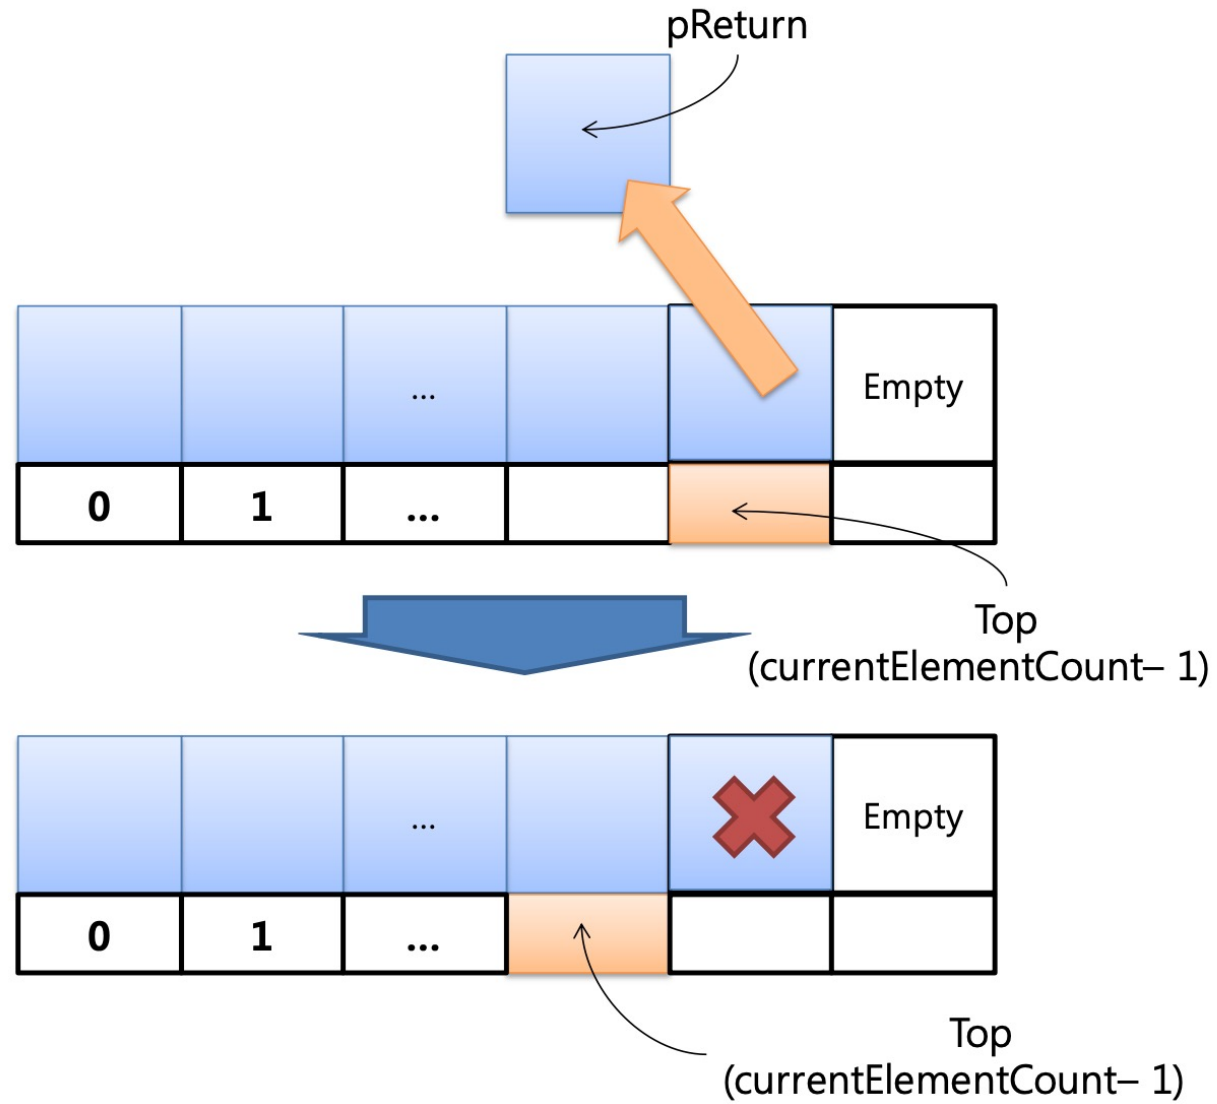 pReturn
... Empty
0 1 ...
Top
(currentElementCount– 1)
... Empty
0 1 ...
Top
(currentElementCount– 1)